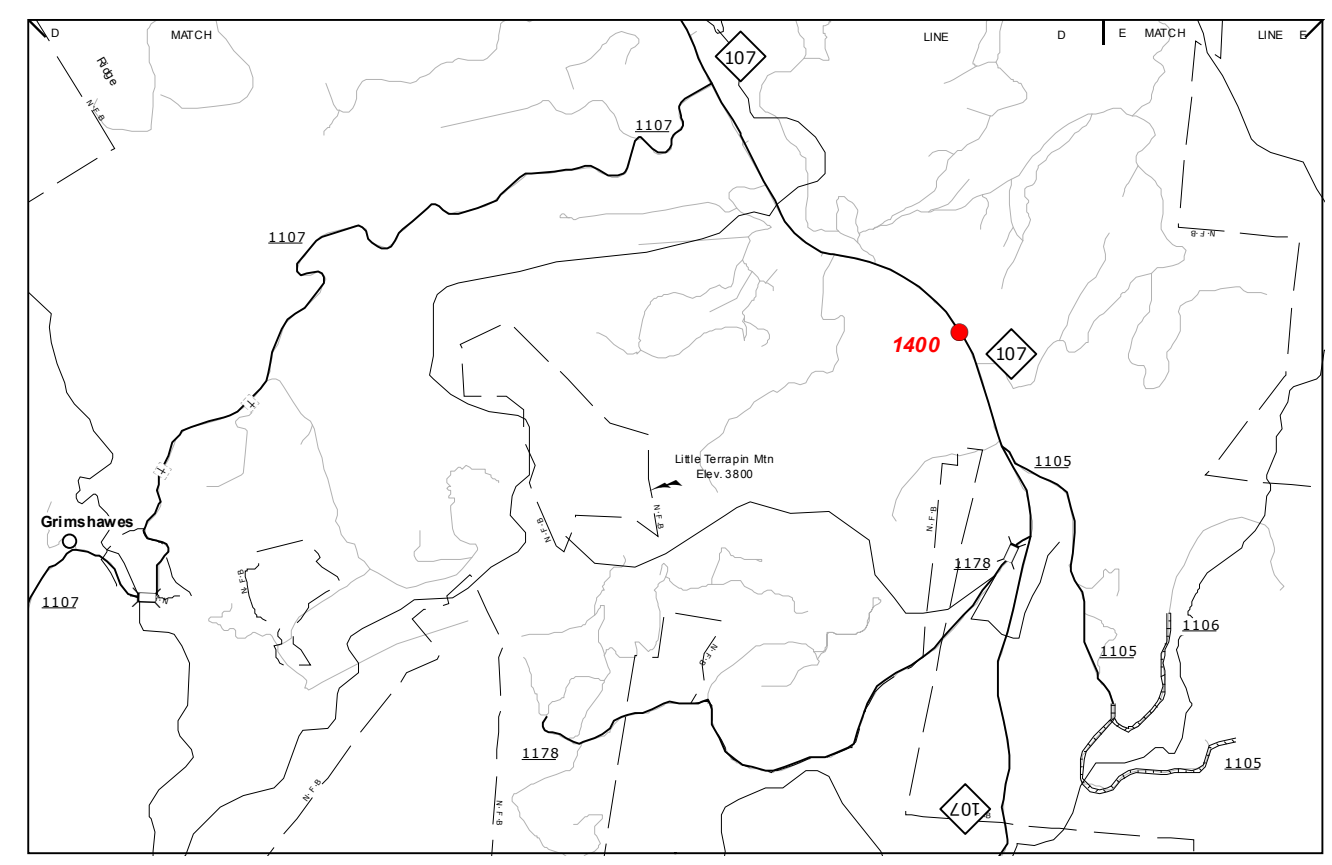 D
MATCH
LINE
D
E
MATCH
LINE
E
Ridge
107
N-F-B
1107
1107
N-F-B
1400
107
Little Terrapin Mtn
Elev. 3800
1105
N-F-B
N-F-B
N-F-B
Grimshawes
1178
N-F-B
1107
1106
1105
N-F-B
1178
1105
N-F-B
N-F-B
107
B